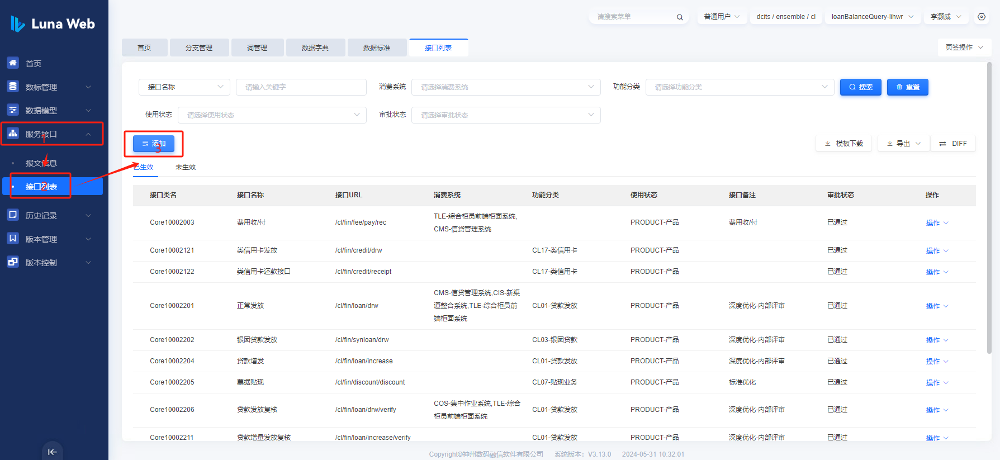 Luna Web
请搜索菜单
普通用户
dcits / ensemble / cl
loanBalanceQuery-lihwr
李灏威
首页
分支管理
词管理
数据字典
数据标准
接口列表
页签操作
首页
数标管理
数据模型
服务接口
1
报文信息
接口列表
2
历史记录
版本管理
版本控制
接口名称
请输入关键字
消费系统
请选择消费系统
功能分类
请选择功能分类
搜索
重置
使用状态
请选择使用状态
审批状态
请选择审批状态
添加
3
模板下载
导出
DIFF
已生效
未生效
接口类名 接口名称 接口URL 消费系统 功能分类 使用状态 接口备注 审批状态 操作
Core10002003 费用收/付 /cl/fin/fee/pay/rec TLE-综合柜员前端柜面系统,
CMS-信贷管理系统 PRODUCT-产品 费用收/付 已通过 操作
Core10002121 类信用卡发放 /cl/fin/credit/drw CL17-类信用卡 PRODUCT-产品 已通过 操作
Core10002122 类信用卡还款接口 /cl/fin/credit/receipt CL17-类信用卡 PRODUCT-产品 已通过 操作
Core10002201 正常发放 /cl/fin/loan/drw CMS-信贷管理系统,CIS-新渠
道整合系统,TLE-综合柜员前
端柜面系统 CL01-贷款发放 PRODUCT-产品 深度优化-内部评审 已通过 操作
Core10002202 银团贷款发放 /cl/fin/synloan/drw CL03-银团贷款 PRODUCT-产品 深度优化-内部评审 已通过 操作
Core10002204 贷款增发 /cl/fin/loan/increase CL01-贷款发放 PRODUCT-产品 深度优化-内部评审 已通过 操作
Core10002205 票据贴现 /cl/fin/discount/discount CL07-贴现业务 PRODUCT-产品 标准优化 已通过 操作
Core10002206 贷款发放复核 /cl/fin/loan/drw/verify COS-集中作业系统,TLE-综合
柜员前端柜面系统 CL01-贷款发放 PRODUCT-产品 深度优化-内部评审 已通过 操作
Core10002211 贷款增量发放复核 /cl/fin/loan/increase/verify CL01-贷款发放 PRODUCT-产品 深度优化-内部评审 已通过 操作
Copyright©神州数码融信软件有限公司 系统版本：V3.13.0 2024-05-31 10:32:01